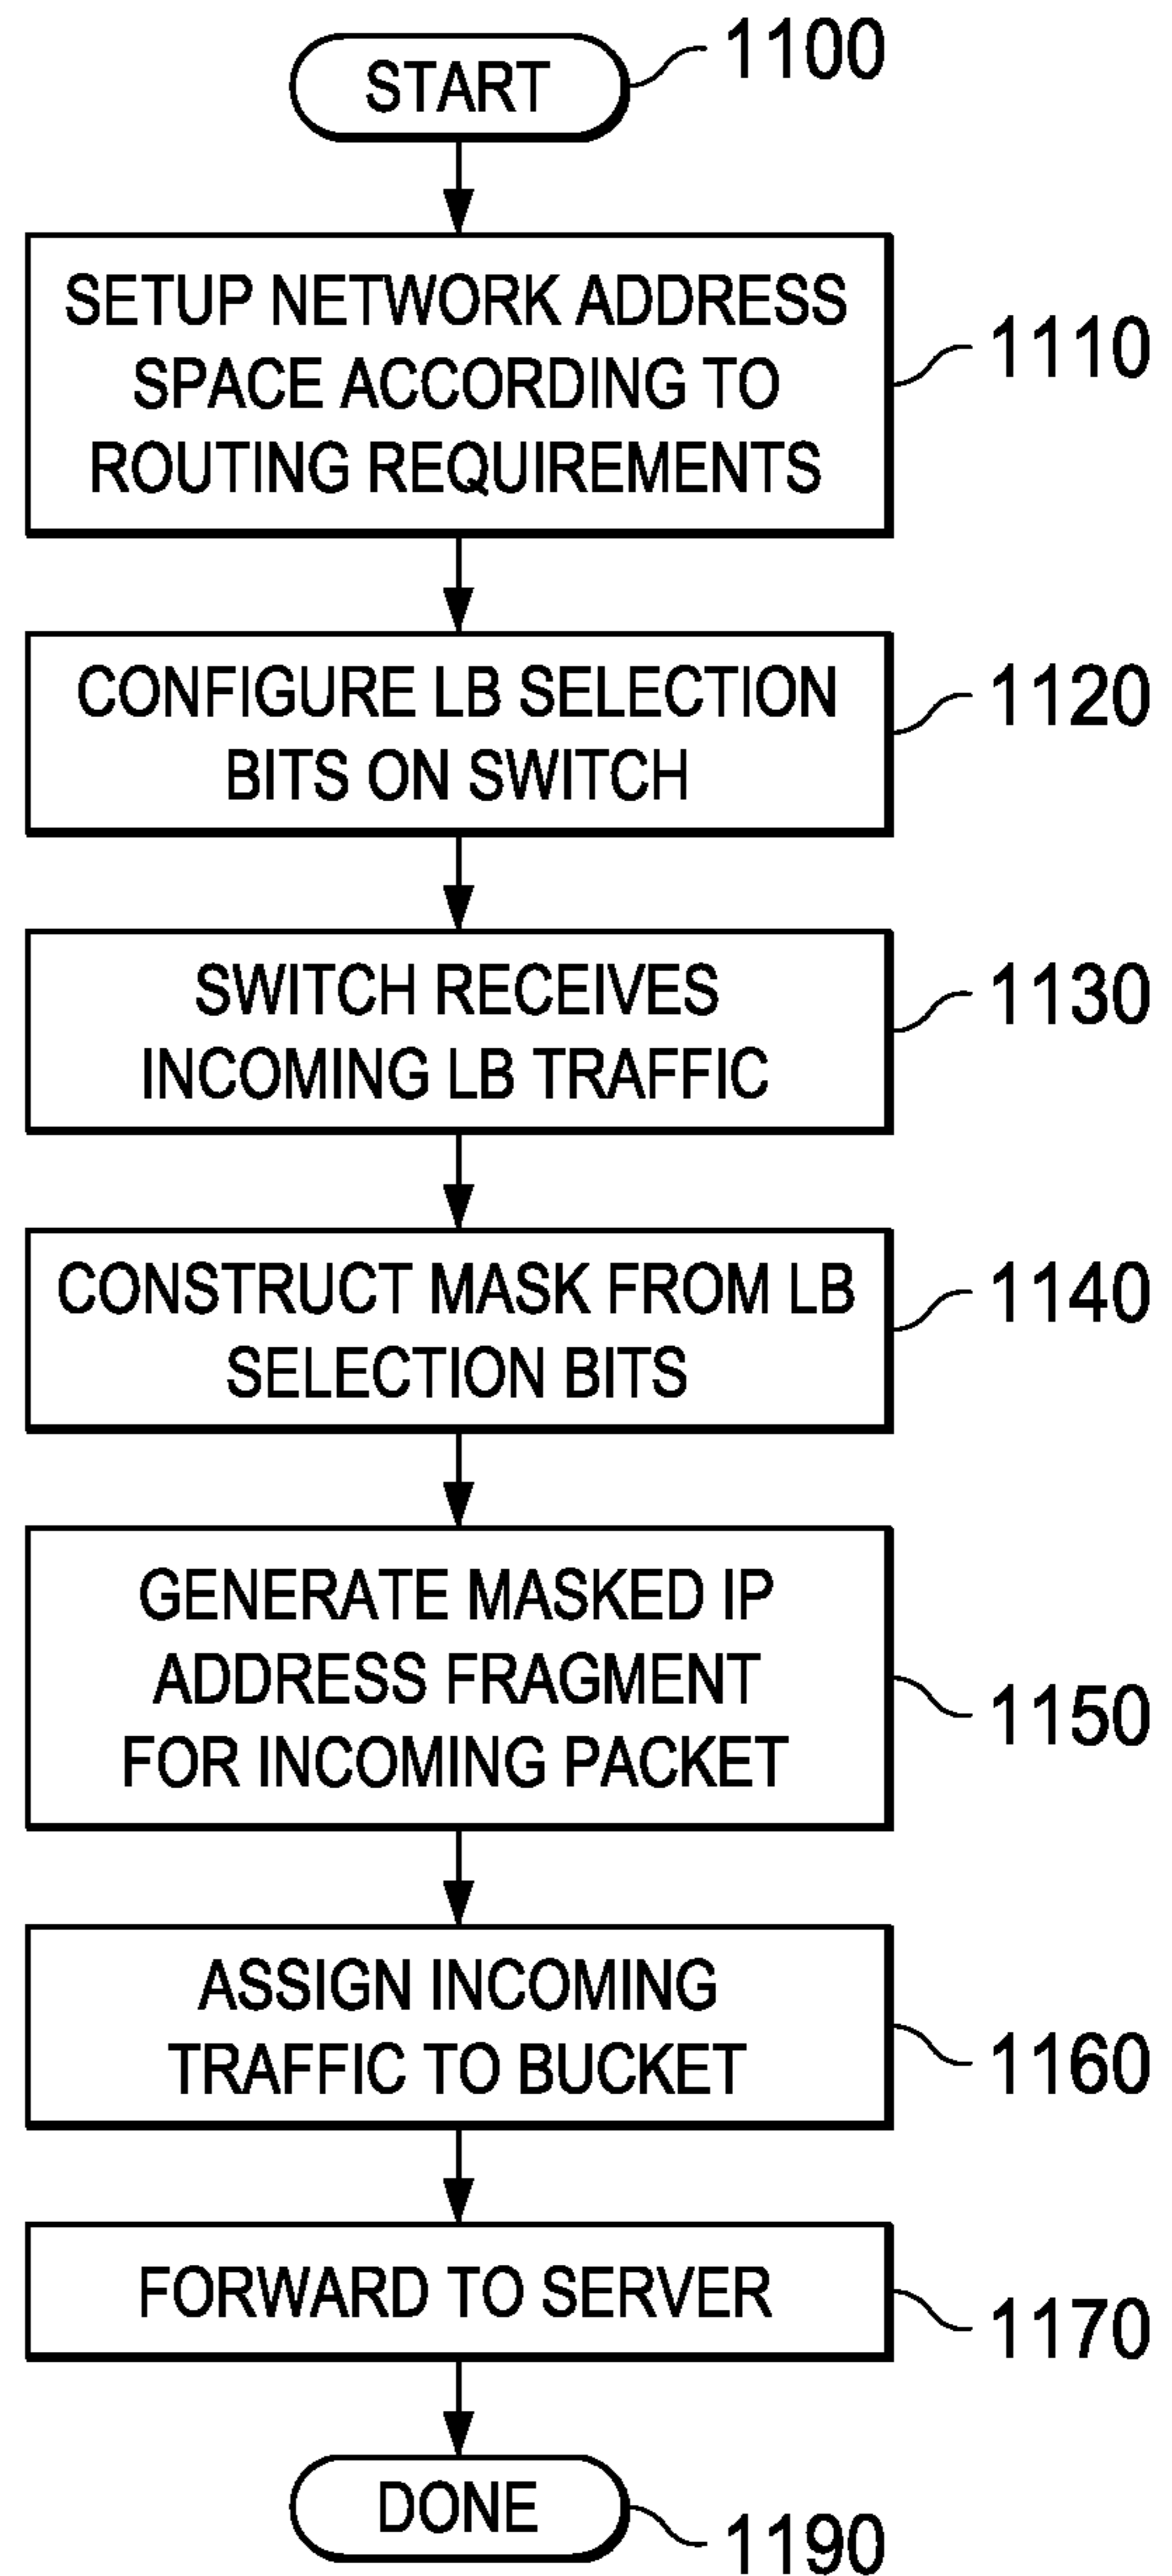 START
1100
SETUP NETWORK ADDRESS
SPACE ACCORDING TO
ROUTING REQUIREMENTS
1110
CONFIGURE LB SELECTION
BITS ON SWITCH
1120
SWITCH RECEIVES
INCOMING LB TRAFFIC
1130
CONSTRUCT MASK FROM LB
SELECTION BITS
1140
GENERATE MASKED IP
ADDRESS FRAGMENT
FOR INCOMING PACKET
1150
ASSIGN INCOMING
TRAFFIC TO BUCKET
1160
FORWARD TO SERVER
1170
DONE
1190